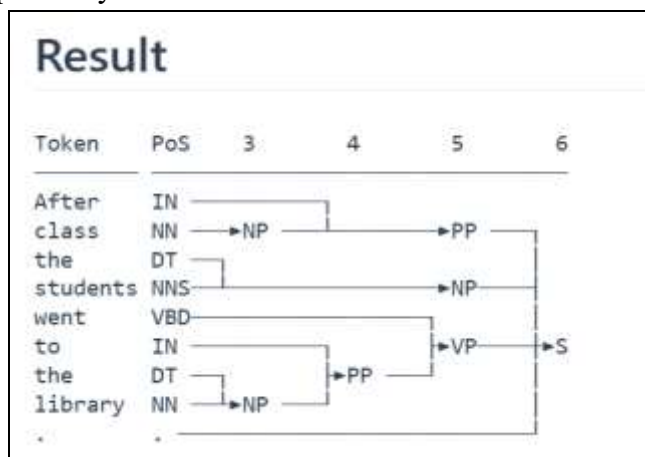 Result
Token PoS 3 4 5 6
After IN
class NN NP PP
the DT
students NNS NP
went VBD
to IN VP S
the DT PP
library NN NP
. .